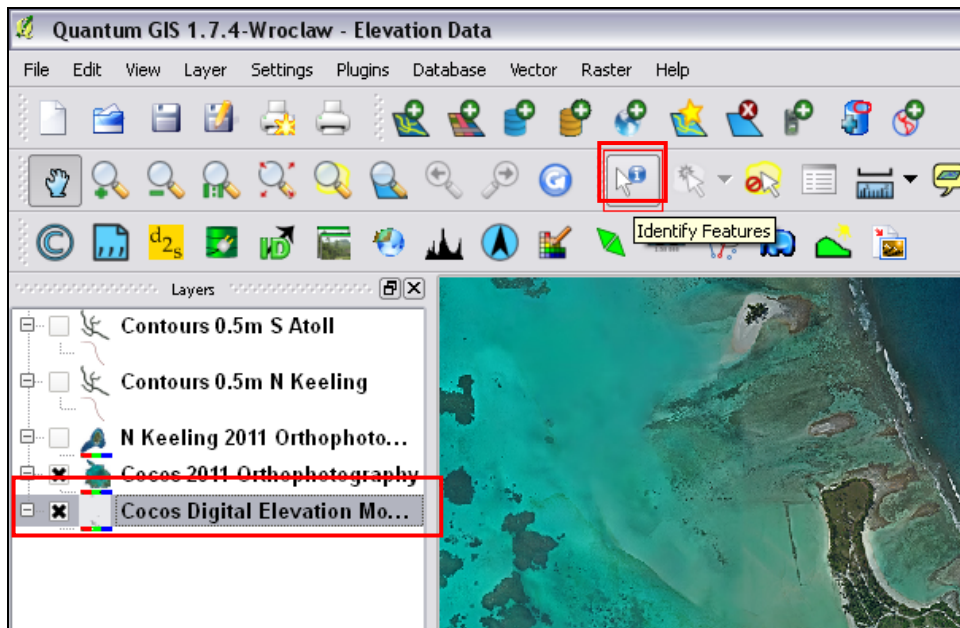 Quantum GIS 1.7.4-Wroclaw - Elevation Data
File Edit View Layer Settings Plugins Database Vector Raster Help
Identify Features
Layers
Contours 0.5m S Atoll
Contours 0.5m N Keeling
N Keeling 2011 Orthophoto...
Cocos 2011 Orthophotography
Cocos Digital Elevation Mo...